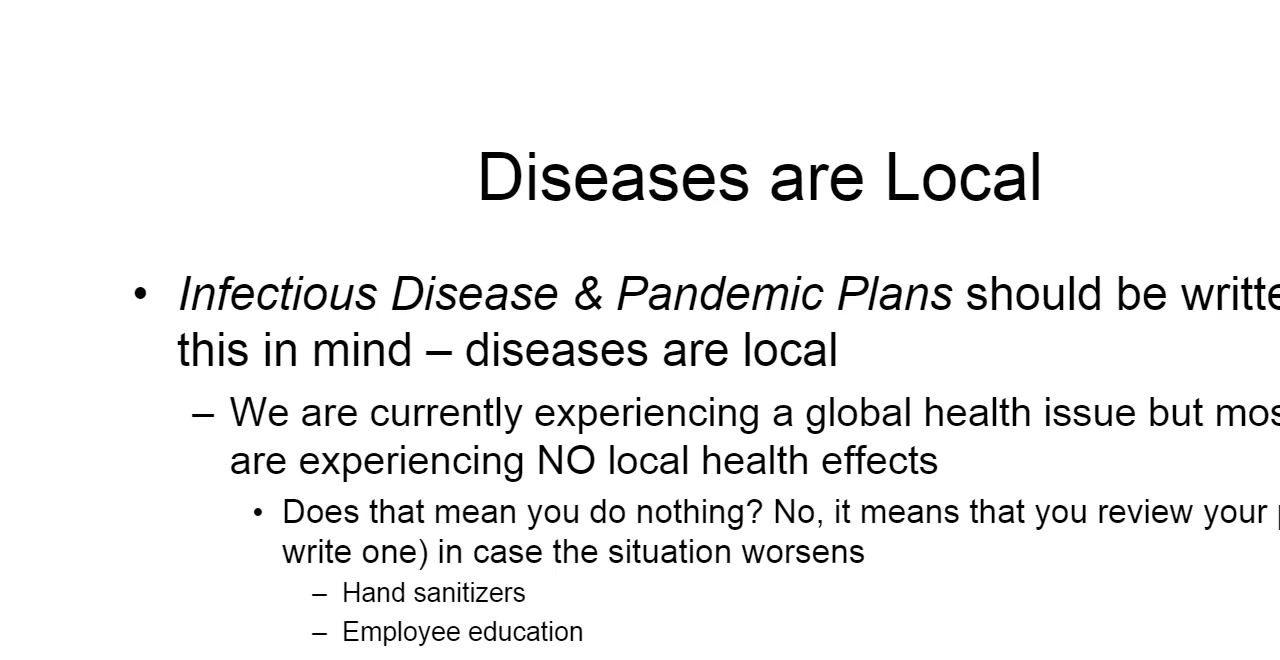 Diseases are Local
• Infectious Disease & Pandemic Plans should be
this in mind – diseases are local
– We are currently experiencing a global health issue but
are experiencing NO local health effects
• Does that mean you do nothing? No, it means that you review your
write one) in case the situation worsens
– Hand sanitizers
– Employee education